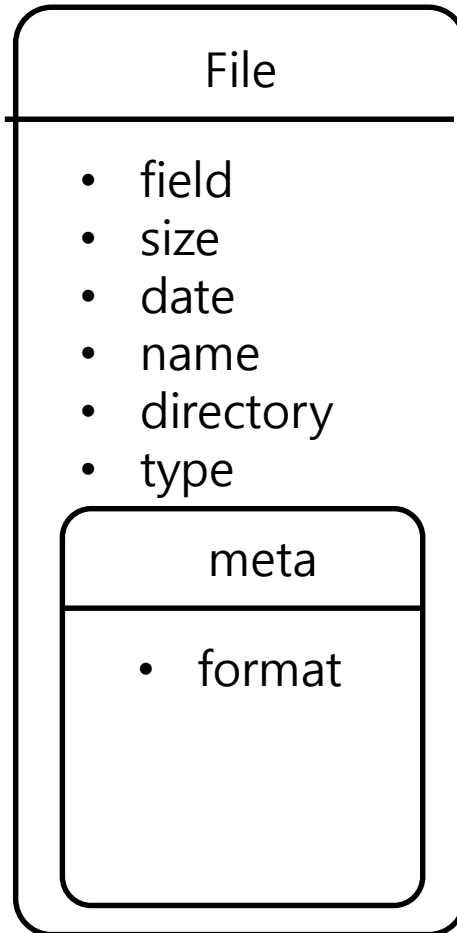 File
• field
• size
• date
• name
• directory
• type
meta
• format